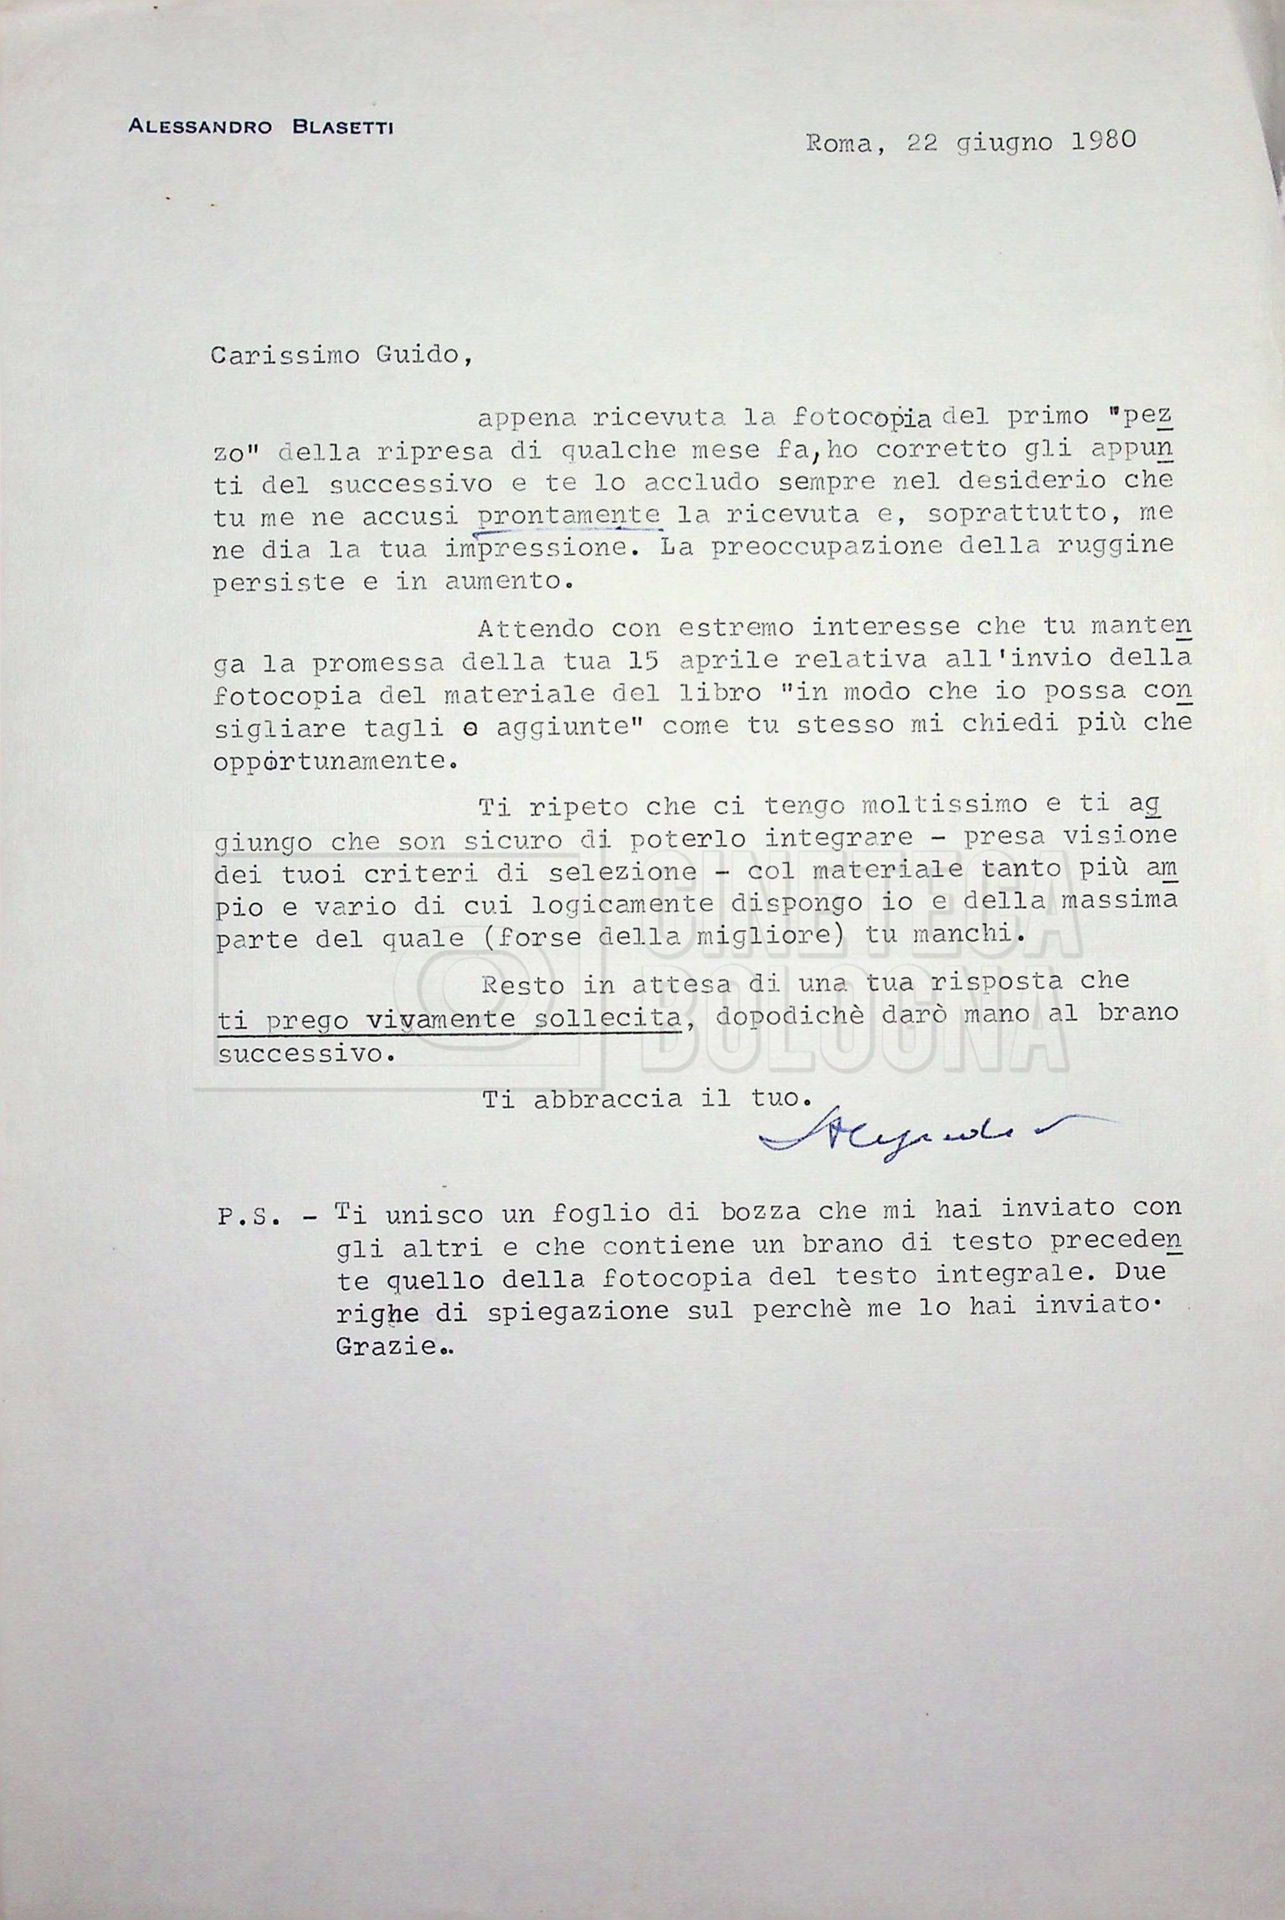 ALESSANDRO BLASETTI
Roma, 22 giugno 1980
Carissimo Guido,
appena ricevuta la fotocopia del primo "pez
zo" della ripresa di qualche mese fa, ho corretto gli appun
ti del successivo e te lo accludo sempre nel desiderio che
tu me ne accusi prontamente la ricevuta e, soprattutto, me
ne dia la tua impressione. La preoccupazione della ruggine
persiste e in aumento.
Attendo con estremo interesse che tu manten
ga la promessa della tua 15 aprile relativa all'invio della
fotocopia del materiale del libro "in modo che io possa con
sigliare tagli o aggiunte" come tu stesso mi chiedi più che
opportunamente.
Ti ripeto che ci tengo moltissimo e ti ag
giungo che son sicuro di poterlo integrare - presa visione
dei tuoi criteri di selezione - col materiale tanto più am
pio e vario di cui logicamente dispongo io e della massima
parte del quale (forse della migliore) tu manchi.
Resto in attesa di una tua risposta che
ti prego vivamente sollecita, dopodichè darò mano al brano
successivo.
Ti abbraccia il tuo.
Alessandro
P.S. - Ti unisco un foglio di bozza che mi hai inviato con
gli altri e che contiene un brano di testo preceden
te quello della fotocopia del testo integrale. Due
righe di spiegazione sul perchè me lo hai inviato.
Grazie..
CINETECA
BOLOGNA